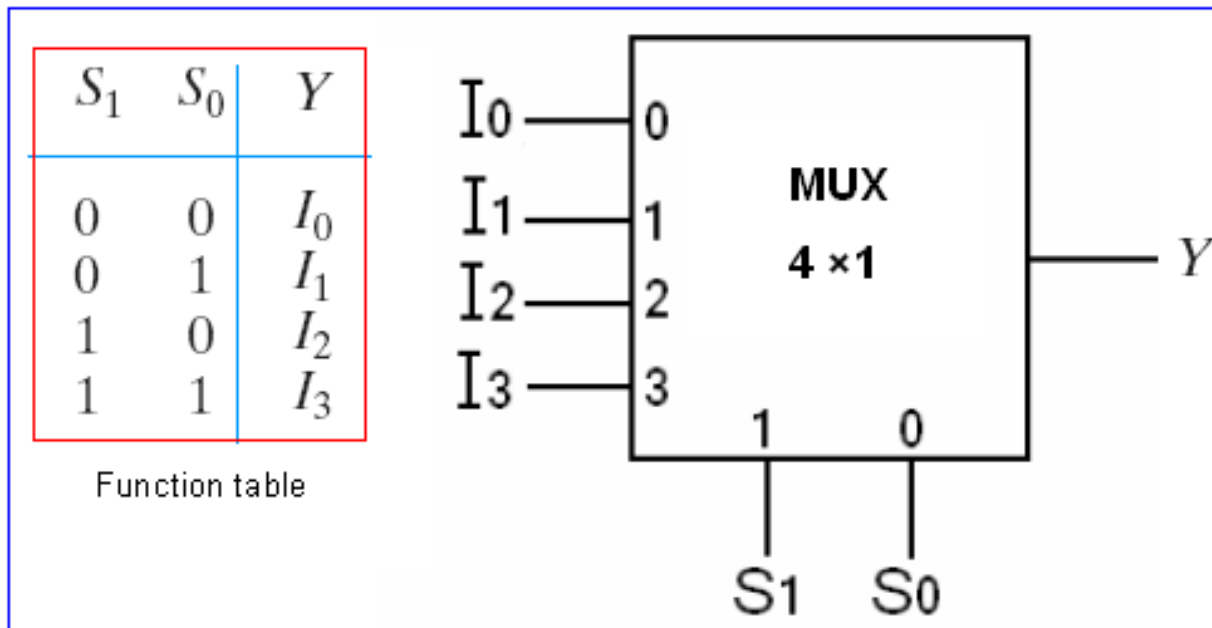 S1 S0 Y
0 0 I0
0 1 I1
1 0 I2
1 1 I3
Function table
I0 0
I1 1
I2 2
I3 3
MUX
4 ×1
Y
1 0
S1 S0